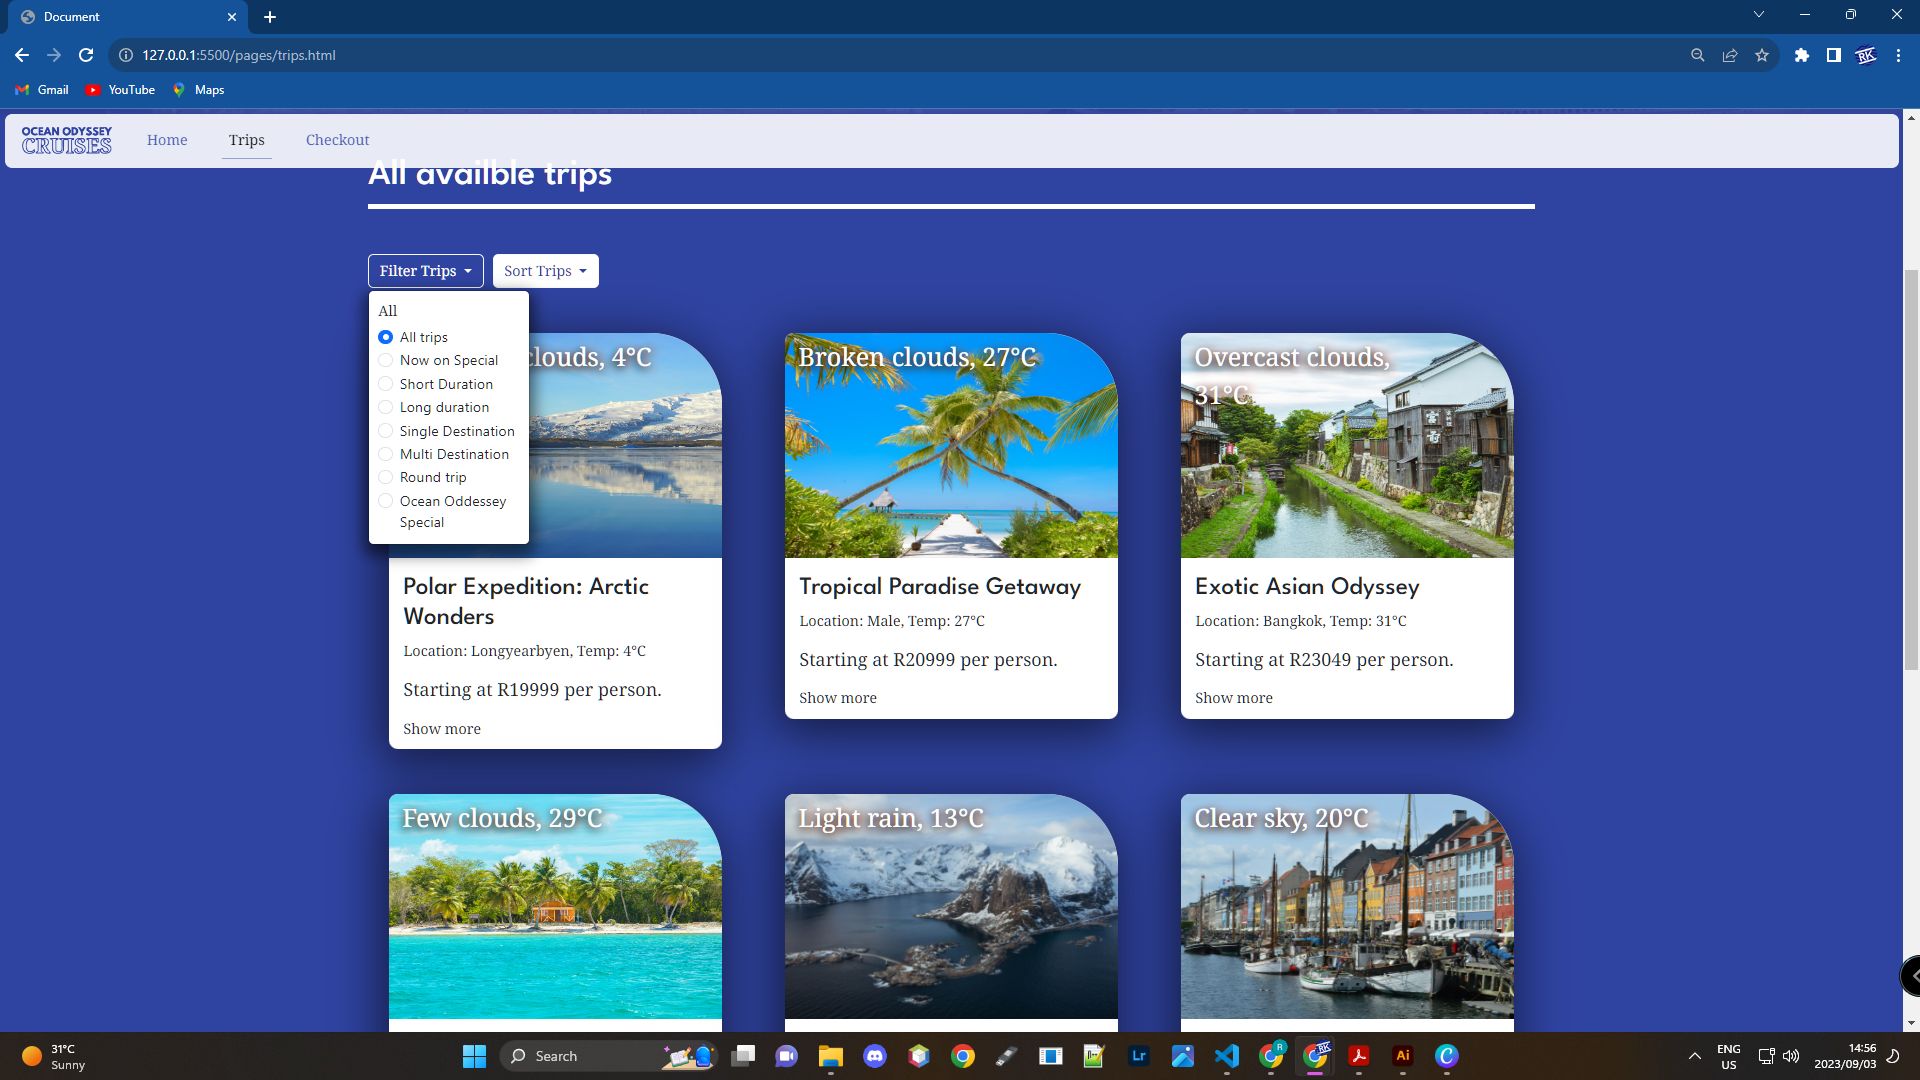 Document
127.0.0.1:5500/pages/trips.html
RK
Gmail YouTube Maps
OCEAN ODYSSEY
CRUISES
Home Trips Checkout
All availble trips
Filter Trips Sort Trips
All
All trips
Now on Special
Short Duration
Long duration
Single Destination
Multi Destination
Round trip
Ocean Oddessey
Special
clouds, 4°C
Polar Expedition: Arctic
Wonders
Location: Longyearbyen, Temp: 4°C
Starting at R19999 per person.
Show more
Broken clouds, 27°C
Tropical Paradise Getaway
Location: Male, Temp: 27°C
Starting at R20999 per person.
Show more
Overcast clouds,
31°C
Exotic Asian Odyssey
Location: Bangkok, Temp: 31°C
Starting at R23049 per person.
Show more
Few clouds, 29°C
Light rain, 13°C
Clear sky, 20°C
31°C
Sunny
Search
Lr
R
RK
Ai
ENG
US
14:56
2023/09/03